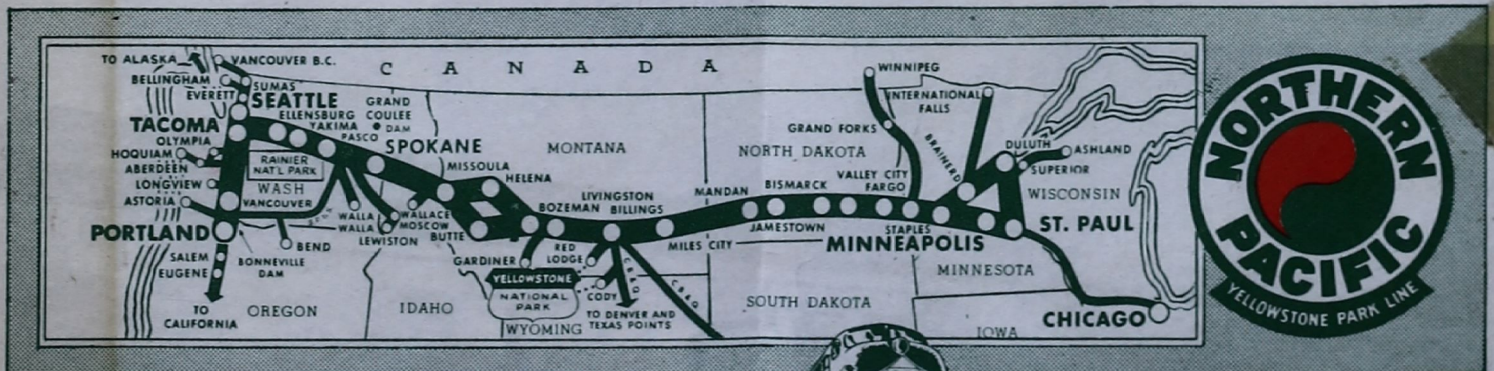 TO ALASKA
VANCOUVER B.C.
CANADA
BELLINGHAM
SUMAS
EVERETT
SEATTLE
GRAND
COULEE
DAM
ELLENSBURG
YAKIMA
PASCO
TACOMA
OLYMPIA
HOQUIAM
ABERDEEN
LONGVIEW
ASTORIA
RAINIER
NAT'L PARK
WASH
VANCOUVER
PORTLAND
SALEM
EUGENE
TO
CALIFORNIA
BEND
BONNEVILLE
DAM
OREGON
SPOKANE
WALLA
WALLA
LEWISTON
WALLACE
MOSCOW
MISSOULA
HELENA
BUTTE
IDAHO
MONTANA
GARDINER
YELLOWSTONE
NATIONAL
PARK
WYOMING
BOZEMAN
LIVINGSTON
BILLINGS
RED
LODGE
CODY
C B & Q
C B & Q
TO DENVER AND
TEXAS POINTS
MILES CITY
MANDAN
BISMARCK
JAMESTOWN
VALLEY CITY
FARGO
NORTH DAKOTA
SOUTH DAKOTA
GRAND FORKS
WINNIPEG
INTERNATIONAL
FALLS
BRAINERD
STAPLES
MINNEAPOLIS
ST. PAUL
MINNESOTA
DULUTH
SUPERIOR
ASHLAND
WISCONSIN
IOWA
CHICAGO
NORTHERN
PACIFIC
YELLOWSTONE PARK LINE